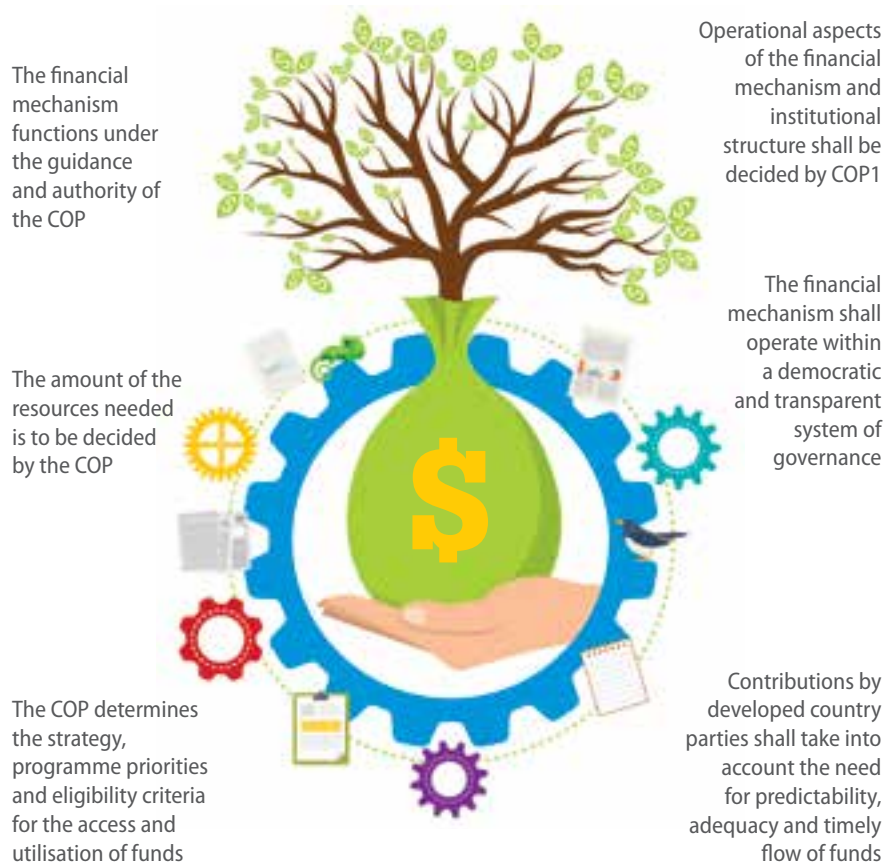 The financial
mechanism
functions under
the guidance
and authority of
the COP
Operational aspects
of the financial
mechanism and
institutional
structure shall be
decided by COP1
The amount of the
resources needed
is to be decided
by the COP
The financial
mechanism shall
operate within
a democratic
and transparent
system of
governance
$
The COP determines
the strategy,
programme priorities
and eligibility criteria
for the access and
utilisation of funds
Contributions by
developed country
parties shall take into
account the need
for predictability,
adequacy and timely
flow of funds